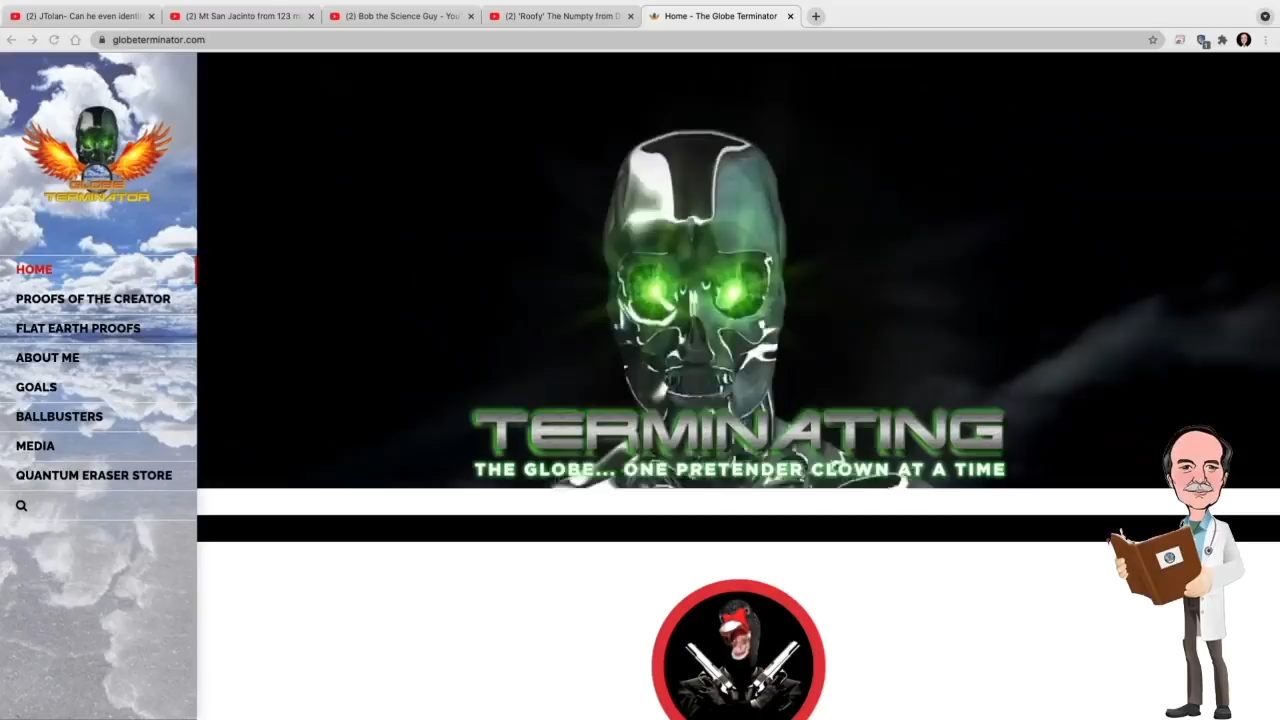 (2) JTolan- Can he even identi
(2) Mt San Jacinto from 123 m
(2) Bob the Science Guy - You
(2) 'Roofy' The Numpty from D
Home - The Globe Terminator
globeterminator.com
1
GLOBE
TERMINATOR
HOME
PROOFS OF THE CREATOR
FLAT EARTH PROOFS
ABOUT ME
GOALS
BALLBUSTERS
MEDIA
QUANTUM ERASER STORE
TERMINATING
THE GLOBE... ONE PRETENDER CLOWN AT A TIME